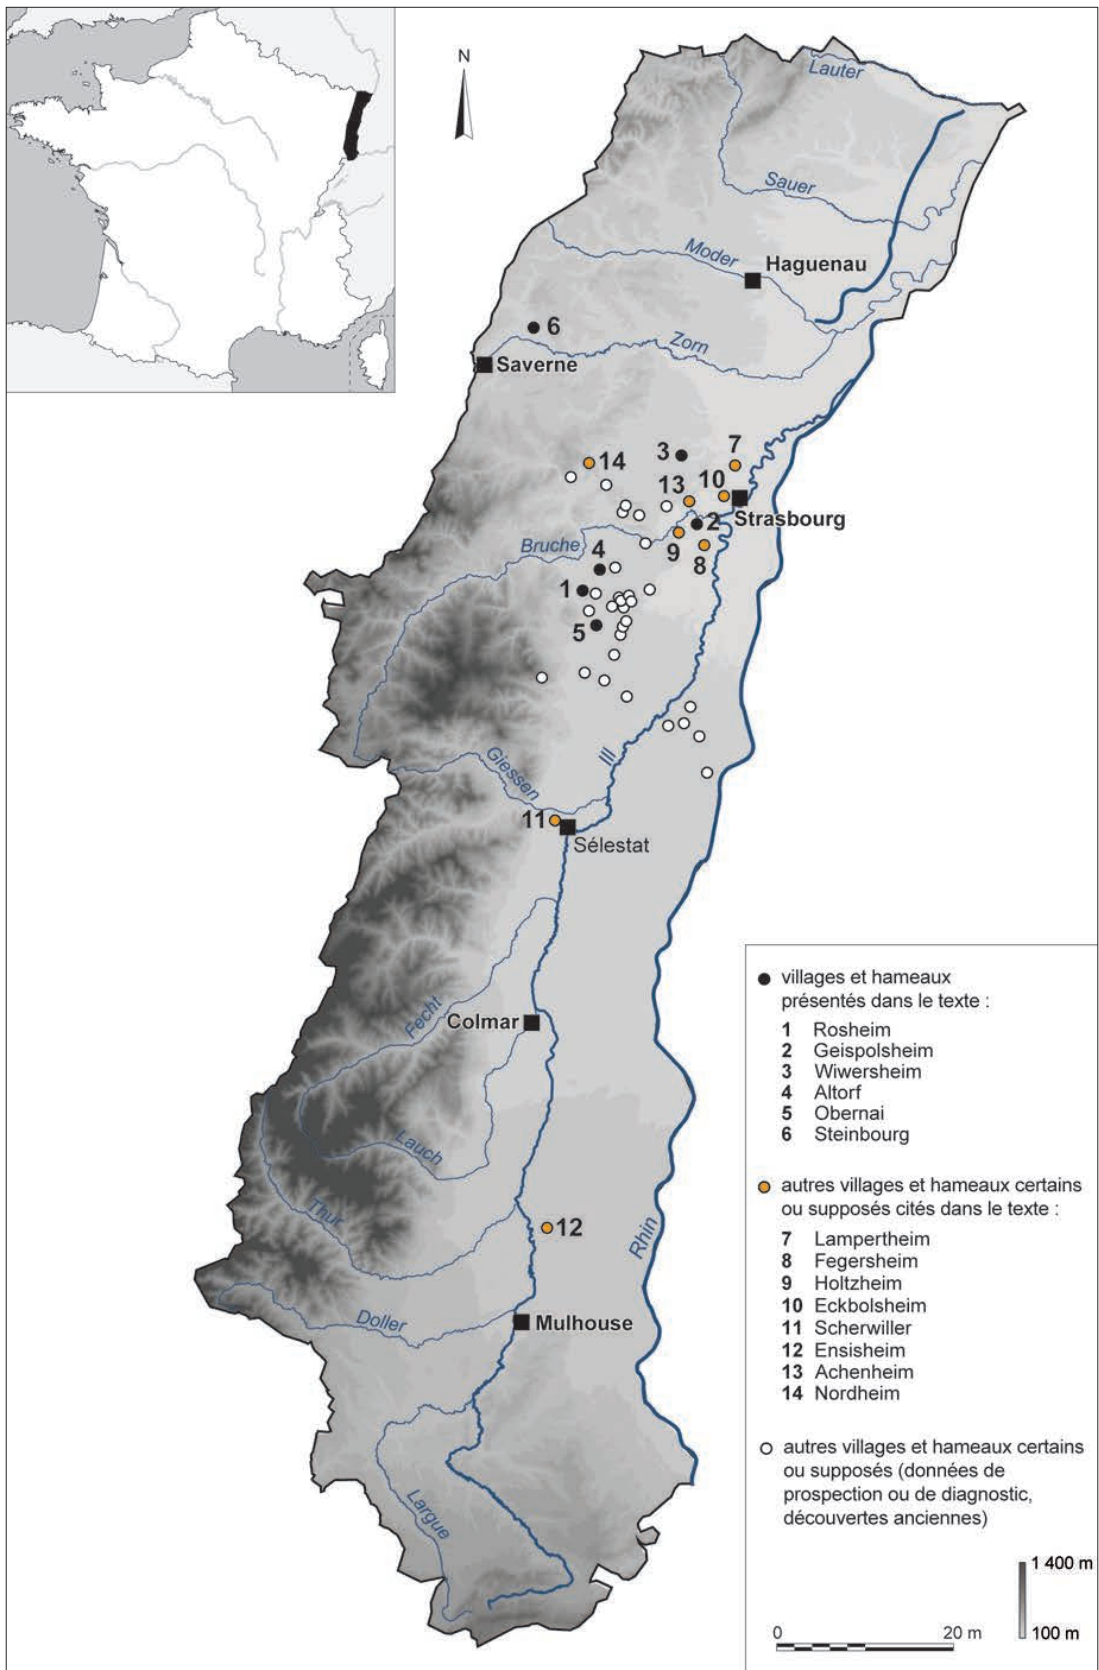 N
Lauter
Sauer
Moder
Haguenau
6
Zorn
Saverne
3
7
14
13
10
Strasbourg
2
Bruche
9
4
8
1
5
Giessen
Ill
11
Sélestat
Fecht
Colmar
Lauch
Thur
12
Rhin
Doller
Mulhouse
Largue
villages et hameaux
présentés dans le texte :
1 Rosheim
2 Geispolsheim
3 Wiwersheim
4 Altorf
5 Obernai
6 Steinbourg
autres villages et hameaux certains
ou supposés cités dans le texte :
7 Lampertheim
8 Fegersheim
9 Holtzheim
10 Eckbolsheim
11 Scherwiller
12 Ensisheim
13 Achenheim
14 Nordheim
autres villages et hameaux certains
ou supposés (données de
prospection ou de diagnostic,
découvertes anciennes)
1 400 m
100 m
0 20 m